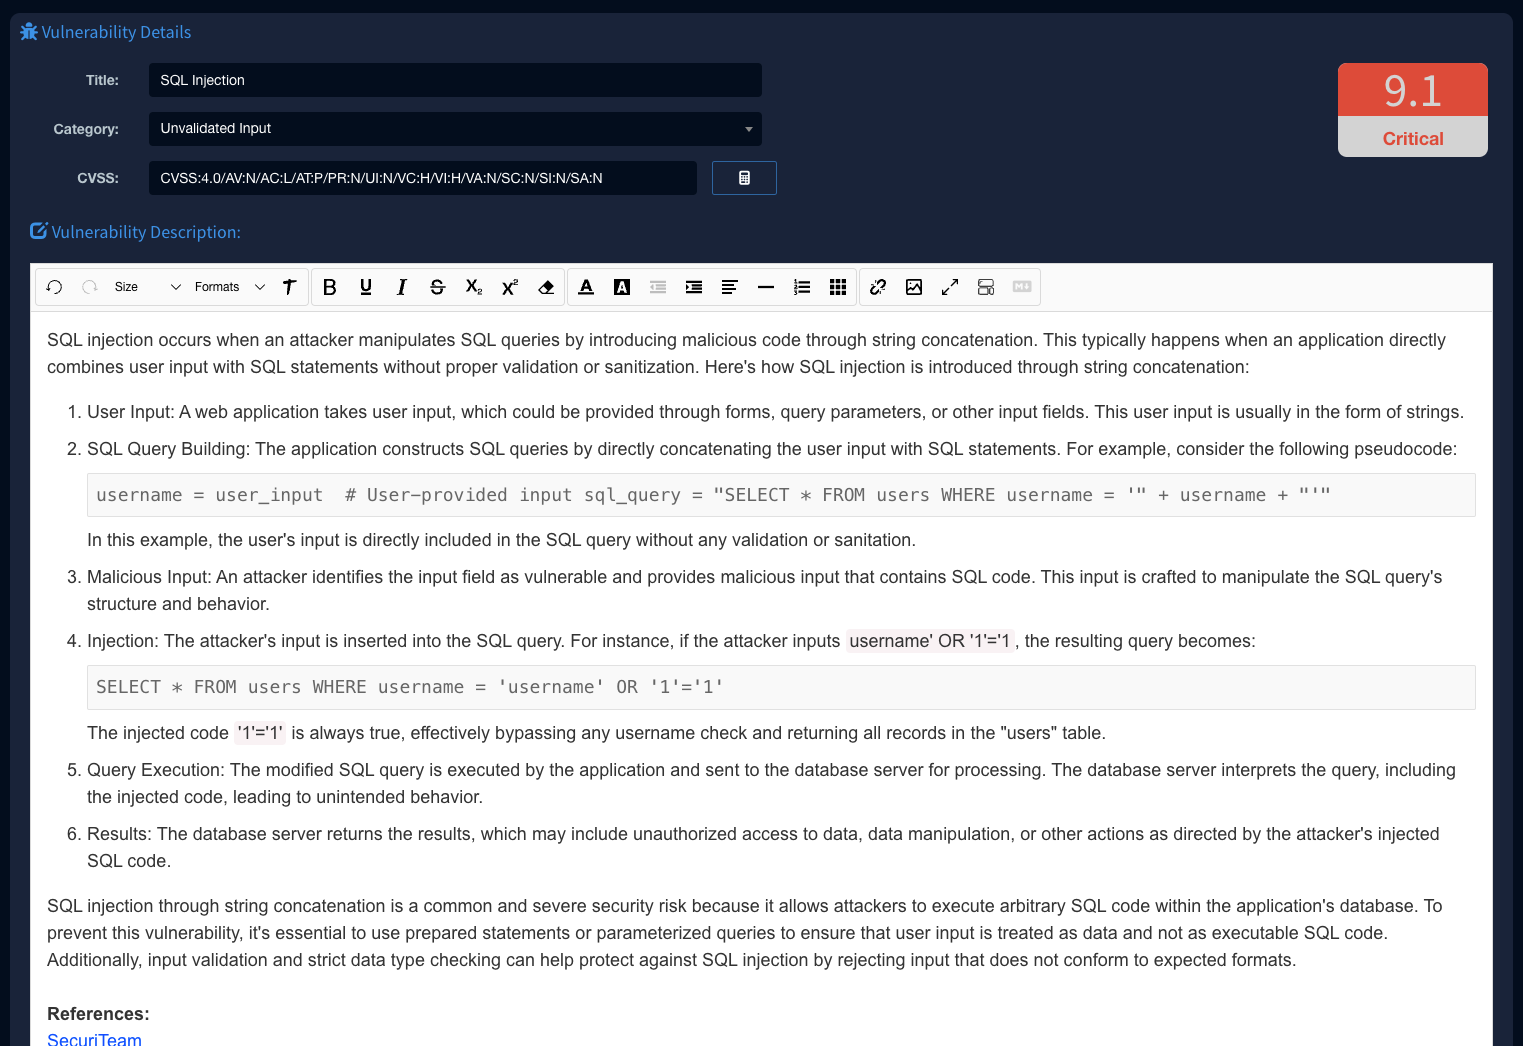 Vulnerability Details
Title:
SQL Injection
9.1
Critical
Category:
Unvalidated Input
CVSS:
CVSS:4.0/AV:N/AC:L/AT:P/PR:N/UI:N/VC:H/VI:H/VA:N/SC:N/SI:N/SA:N
Vulnerability Description:
Size Formats B U I S X₂ X² A A M↓
SQL injection occurs when an attacker manipulates SQL queries by introducing malicious code through string concatenation. This typically happens when an application directly
combines user input with SQL statements without proper validation or sanitization. Here's how SQL injection is introduced through string concatenation:
1. User Input: A web application takes user input, which could be provided through forms, query parameters, or other input fields. This user input is usually in the form of strings.
2. SQL Query Building: The application constructs SQL queries by directly concatenating the user input with SQL statements. For example, consider the following pseudocode:
username = user_input  # User-provided input sql_query = "SELECT * FROM users WHERE username = '" + username + "'"
In this example, the user's input is directly included in the SQL query without any validation or sanitation.
3. Malicious Input: An attacker identifies the input field as vulnerable and provides malicious input that contains SQL code. This input is crafted to manipulate the SQL query's
structure and behavior.
4. Injection: The attacker's input is inserted into the SQL query. For instance, if the attacker inputs username' OR '1'='1, the resulting query becomes:
SELECT * FROM users WHERE username = 'username' OR '1'='1'
The injected code '1'='1' is always true, effectively bypassing any username check and returning all records in the "users" table.
5. Query Execution: The modified SQL query is executed by the application and sent to the database server for processing. The database server interprets the query, including
the injected code, leading to unintended behavior.
6. Results: The database server returns the results, which may include unauthorized access to data, data manipulation, or other actions as directed by the attacker's injected
SQL code.
SQL injection through string concatenation is a common and severe security risk because it allows attackers to execute arbitrary SQL code within the application's database. To
prevent this vulnerability, it's essential to use prepared statements or parameterized queries to ensure that user input is treated as data and not as executable SQL code.
Additionally, input validation and strict data type checking can help protect against SQL injection by rejecting input that does not conform to expected formats.
References:
SecuriTeam